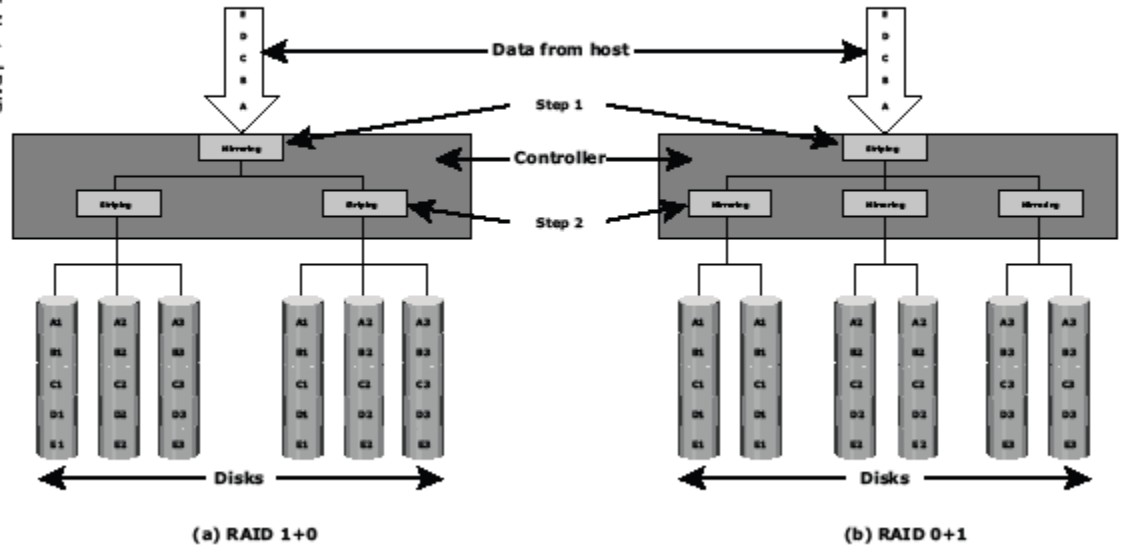 E
D
C
B
A
Data from host
E
D
C
B
A
Step 1
Mirroring
Controller
Striping
Striping
Striping
Step 2
Mirroring
Mirroring
Mirroring
A1 A2 A3 A1 A2 A3 A1 A1 A2 A2 A3 A3
B1 B2 B3 B1 B2 B3 B1 B1 B2 B2 B3 B3
C1 C2 C3 C1 C2 C3 C1 C1 C2 C2 C3 C3
D1 D2 D3 D1 D2 D3 D1 D1 D2 D2 D3 D3
E1 E2 E3 E1 E2 E3 E1 E1 E2 E2 E3 E3
Disks
Disks
(a) RAID 1+0
(b) RAID 0+1